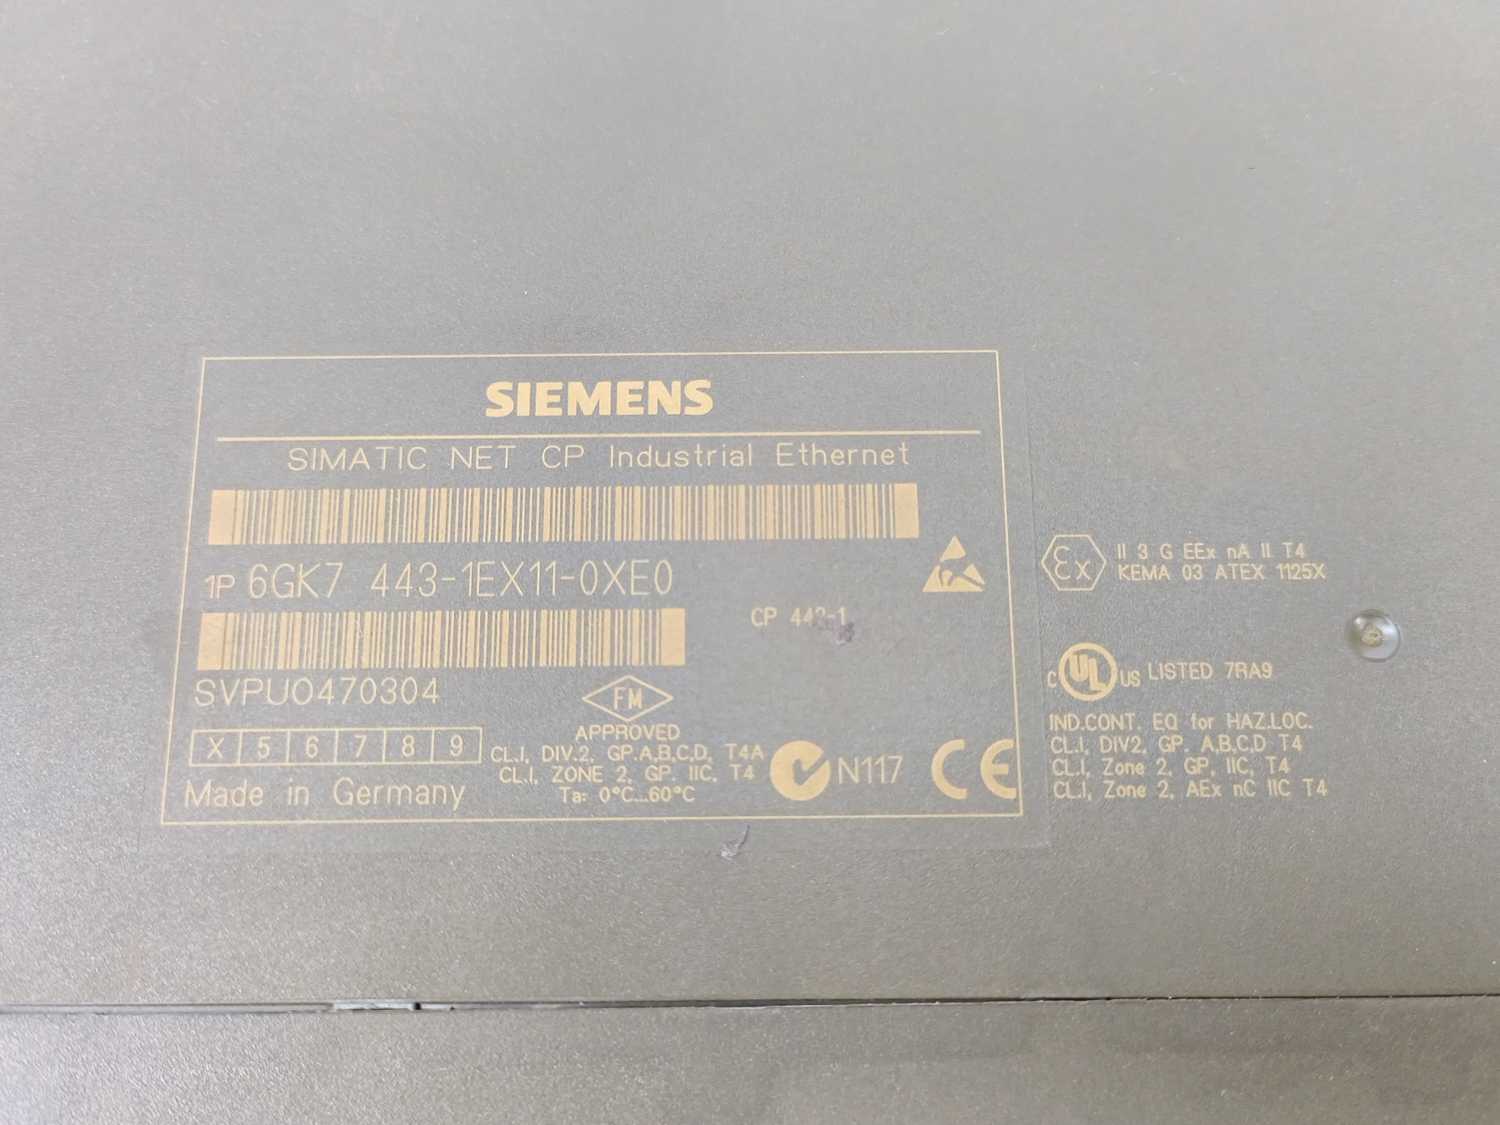 SIEMENS
SIMATIC NET CP Industrial Ethernet
1P 6GK7 443-1EX11-0XE0
CP 443-1
SVPU0470304
X 5 6 7 8 9
Made in Germany
FM
APPROVED
CL.I, DIV.2, GP.A,B,C,D, T4A
CL.I, ZONE 2, GP. IIC, T4
Ta: 0°C...60°C
N117
CE
Ex
II 3 G EEx nA II T4
KEMA 03 ATEX 1125X
c UL US LISTED 7RA9
IND.CONT. EQ for HAZ.LOC.
CL.I, DIV2, GP. A,B,C,D T4
CL.I, Zone 2, GP, IIC, T4
CL.I, Zone 2, AEx nC IIC T4